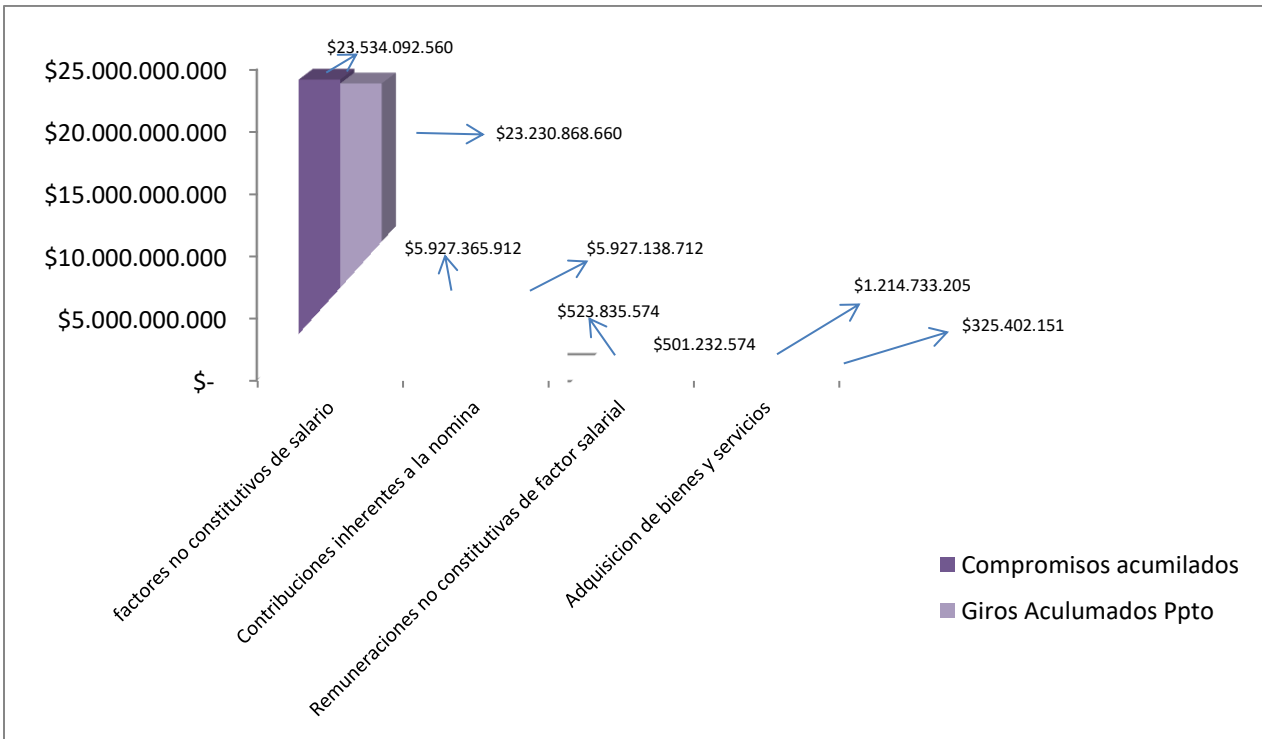 $23.534.092.560
$25.000.000.000
$20.000.000.000
$23.230.868.660
$15.000.000.000
$10.000.000.000
$5.927.365.912
$5.927.138.712
$1.214.733.205
$5.000.000.000
$523.835.574
$325.402.151
$501.232.574
$-
factores no constitutivos de salario
Contribuciones inherentes a la nomina
Remuneraciones no constitutivas de factor salarial
Adquisicion de bienes y servicios
Compromisos acumilados
Giros Aculumados Ppto